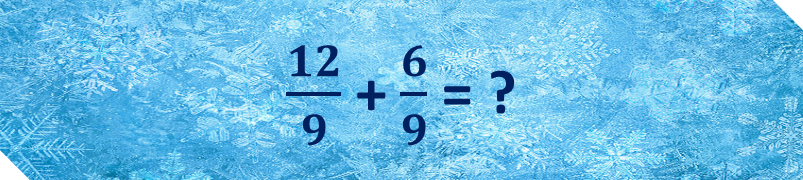 12/9 + 6/9 = ?